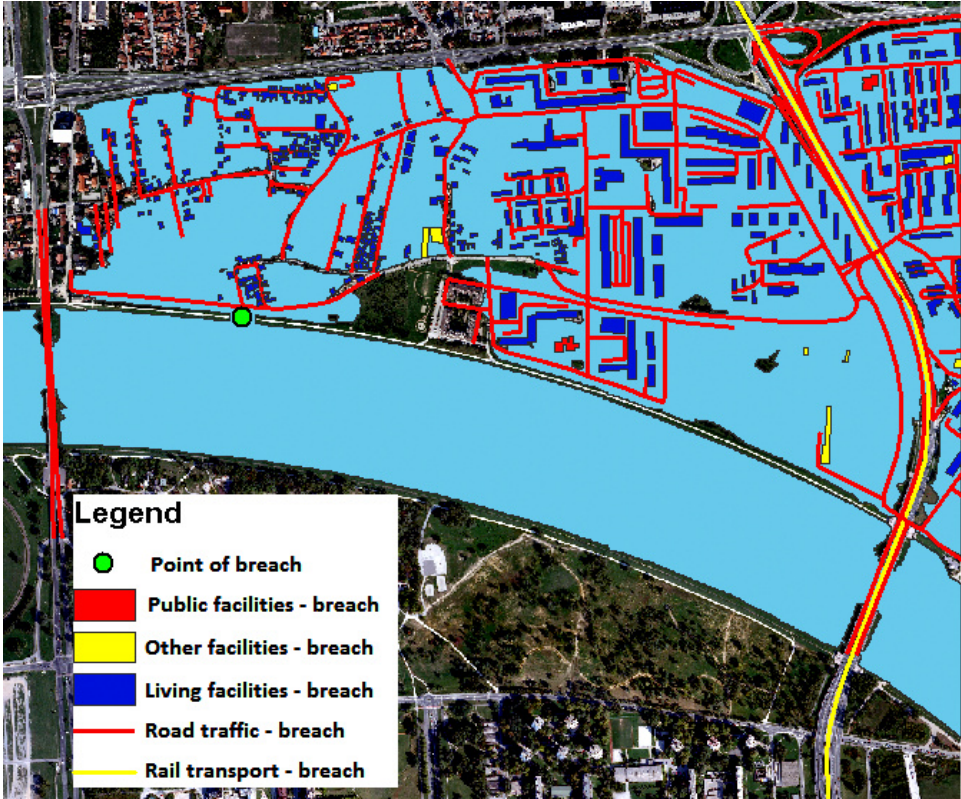 Legend
Point of breach
Public facilities - breach
Other facilities - breach
Living facilities - breach
Road traffic - breach
Rail transport - breach